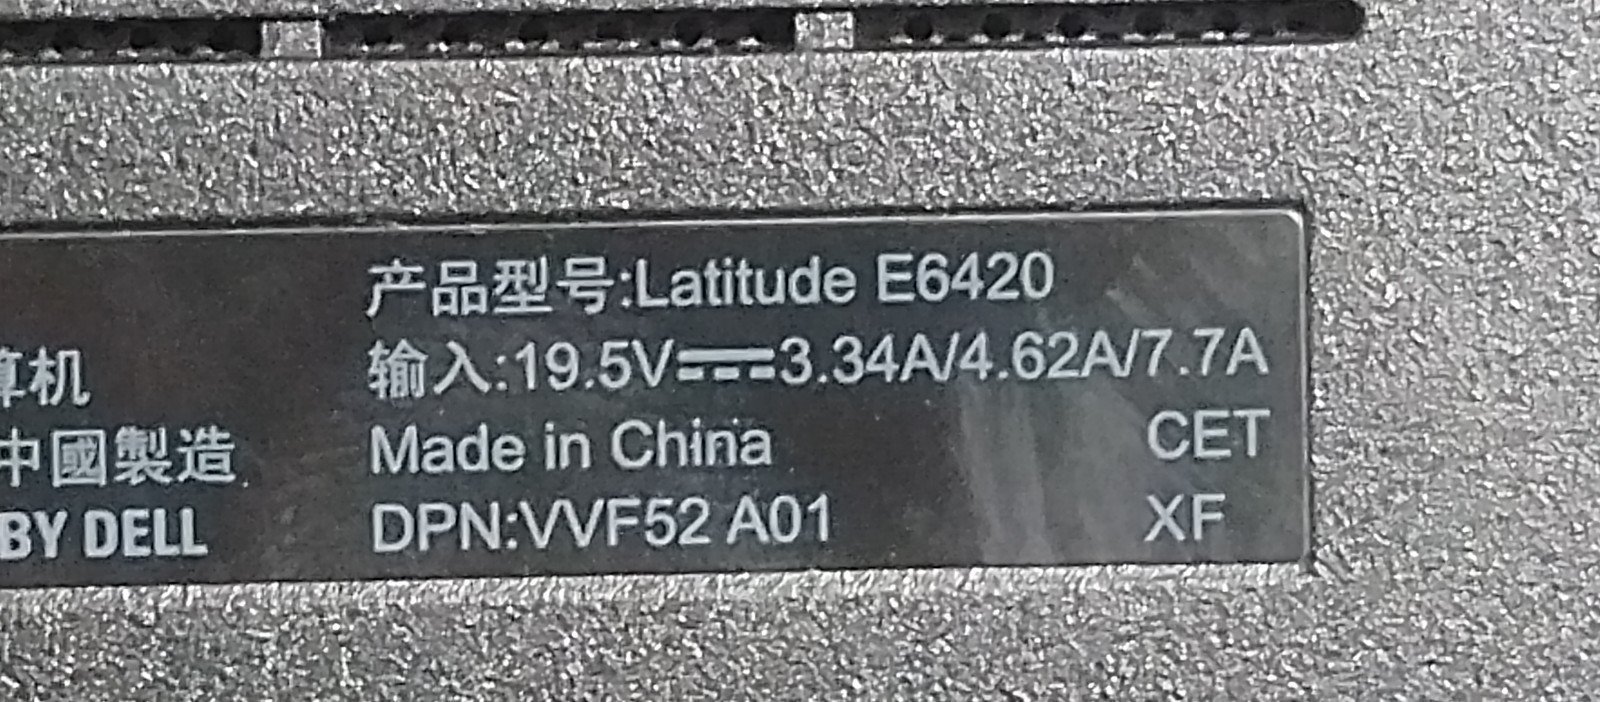 产品型号:Latitude E6420
算机 输入:19.5V⎓3.34A/4.62A/7.7A
中國製造 Made in China CET
BY DELL DPN:VVF52 A01 XF